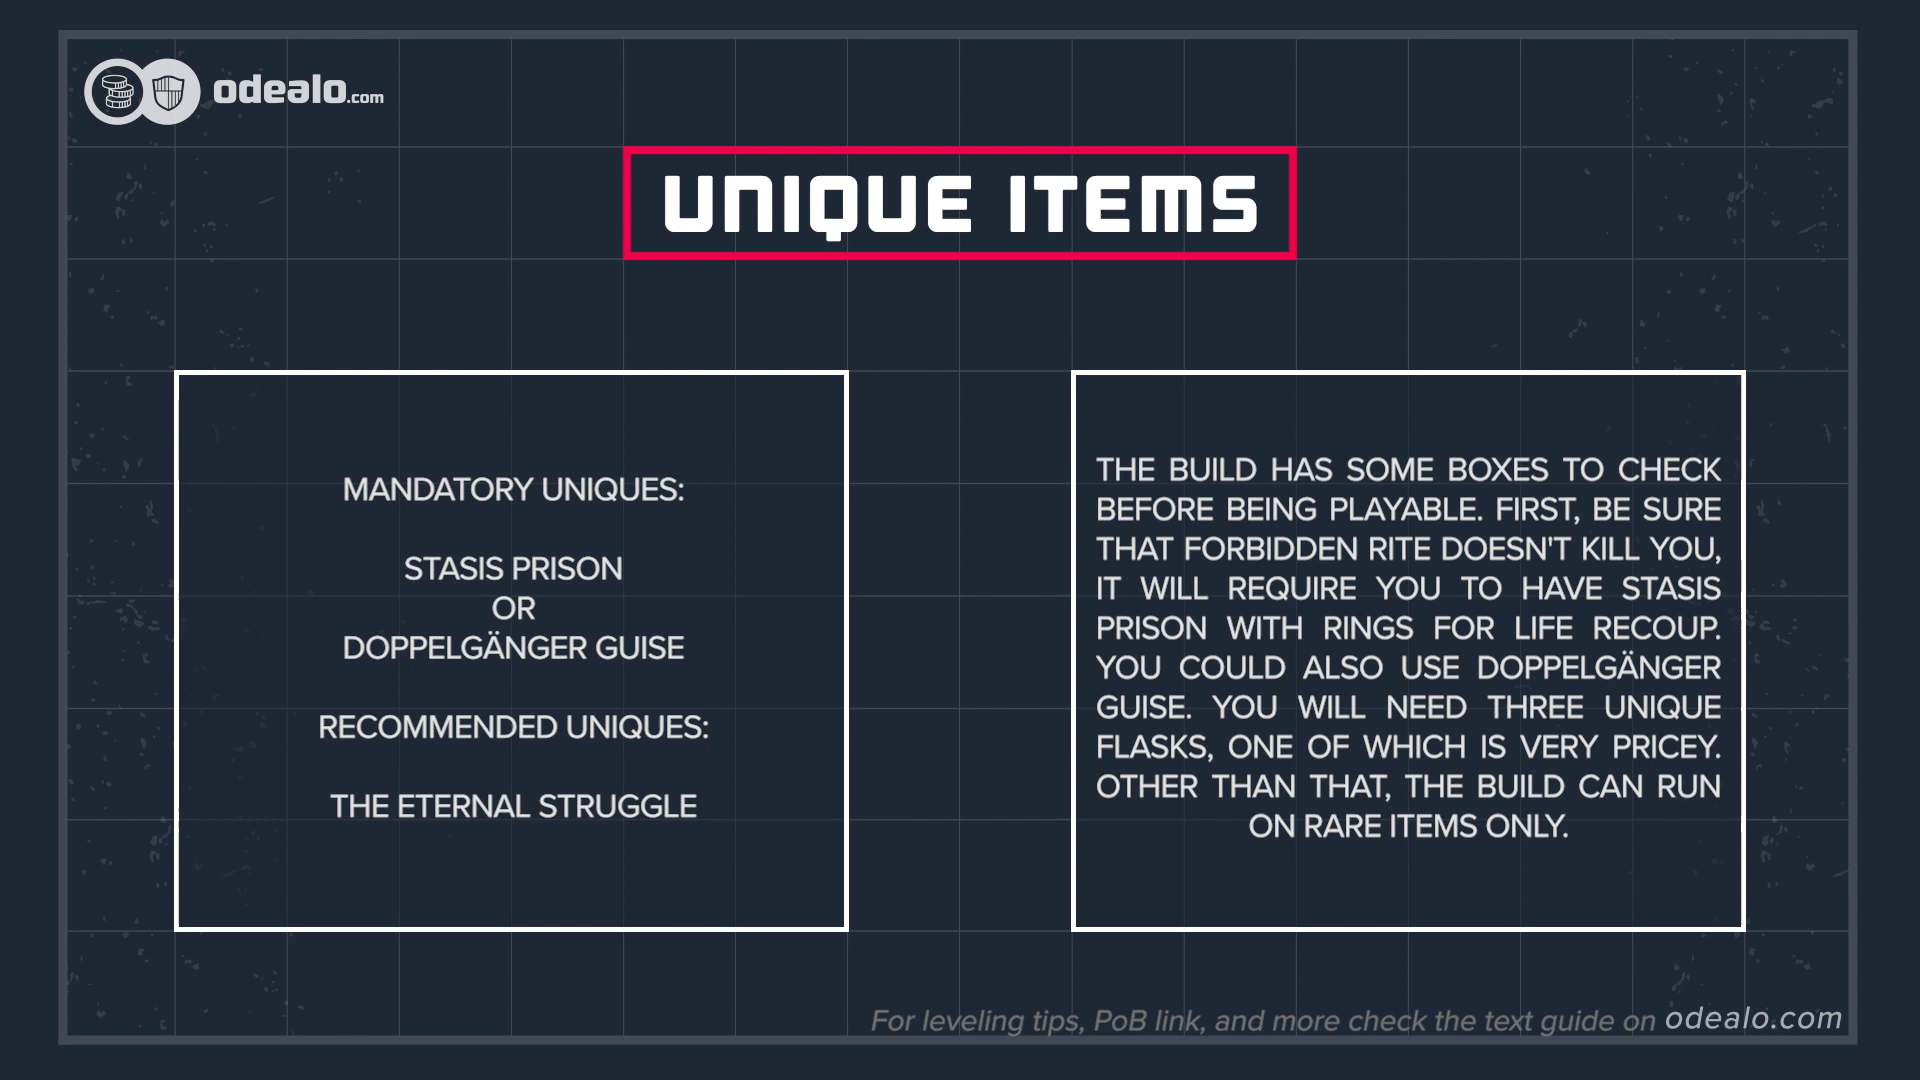 odealo.com
UNIQUE ITEMS
MANDATORY UNIQUES:
STASIS PRISON
OR
DOPPELGÄNGER GUISE
RECOMMENDED UNIQUES:
THE ETERNAL STRUGGLE
THE BUILD HAS SOME BOXES TO CHECK
BEFORE BEING PLAYABLE. FIRST, BE SURE
THAT FORBIDDEN RITE DOESN'T KILL YOU,
IT WILL REQUIRE YOU TO HAVE STASIS
PRISON WITH RINGS FOR LIFE RECOUP.
YOU COULD ALSO USE DOPPELGÄNGER
GUISE. YOU WILL NEED THREE UNIQUE
FLASKS, ONE OF WHICH IS VERY PRICEY.
OTHER THAN THAT, THE BUILD CAN RUN
ON RARE ITEMS ONLY.
For leveling tips, PoB link, and more check the text guide on odealo.com